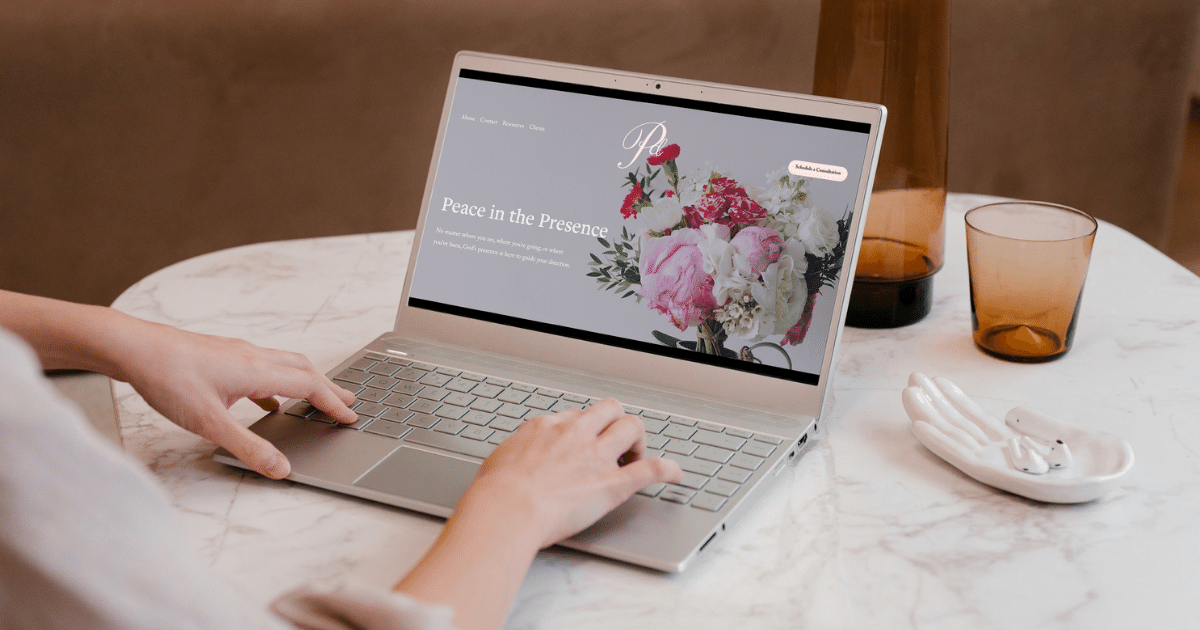 About Contact Resources Clients
Pd
Schedule a Consultation
Peace in the Presence
No matter where you are, where you're going, or where
you've been, God's presence is here to guide your direction.